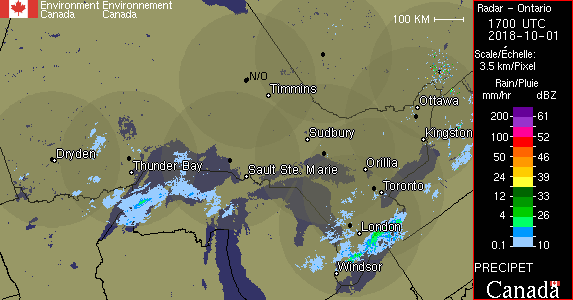 Environment Environnement
Canada Canada
100 KM
Radar - Ontario
1700 UTC
2018-10-01
Scale/Échelle:
3.5 km/Pixel
Rain/Pluie
mm/hr dBZ
200 61
100 52
50 46
24 39
12 33
4 26
0.1 10
PRECIPET
Canada
N/O
Timmins
Ottawa
Sudbury
Kingston
Dryden
Thunder Bay
Sault Ste. Marie
Orillia
Toronto
London
Windsor